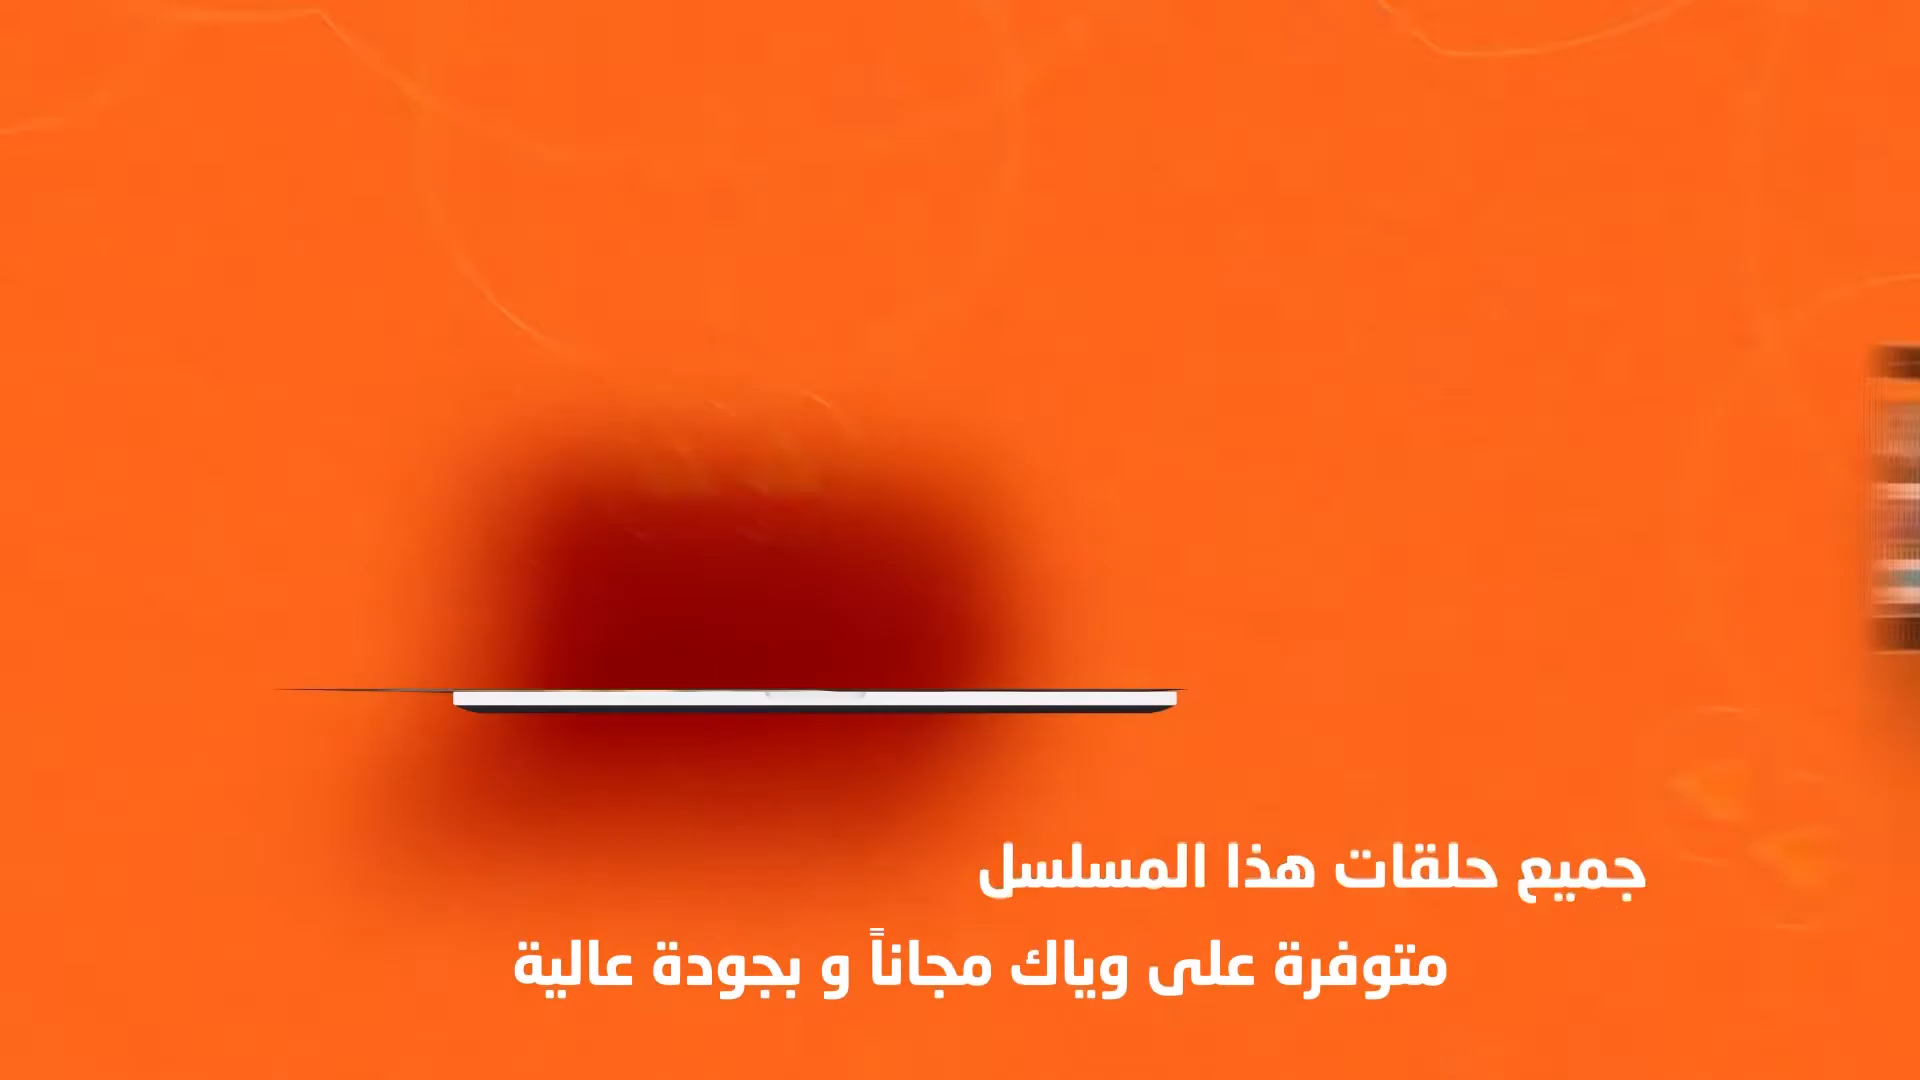 جميع حلقات هذا المسلسل
متوفرة على وياك مجاناً و بجودة عالية